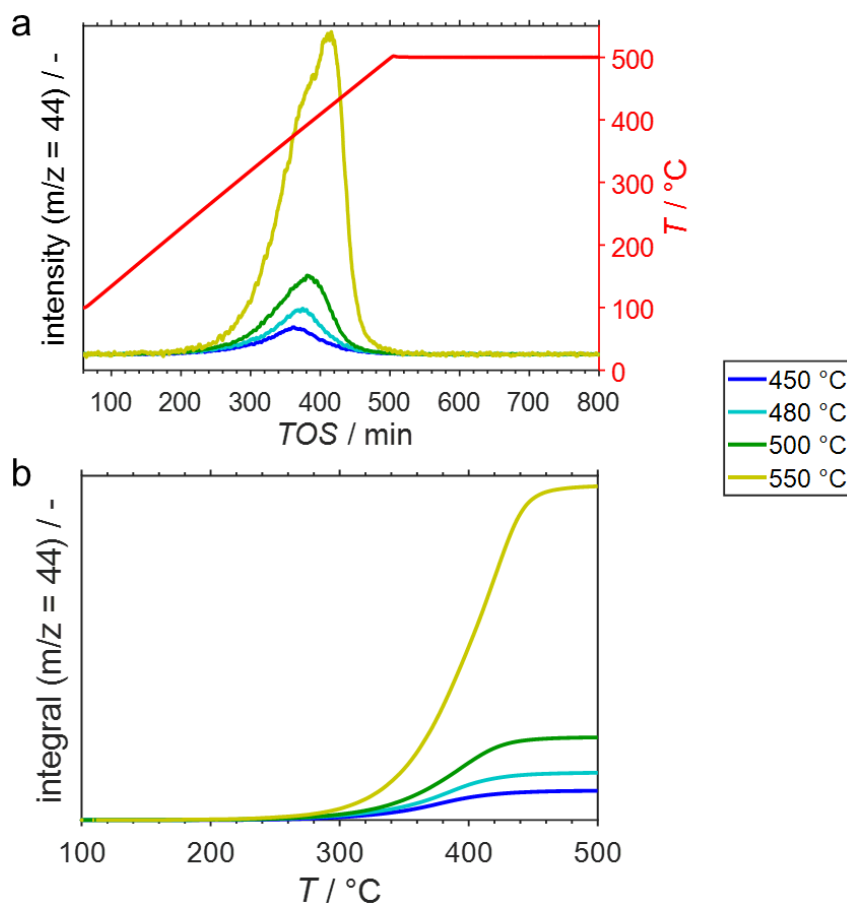 a
intensity (m/z = 44) / -
500
400
300
200
100
0
T / °C
100 200 300 400 500 600 700 800
TOS / min
450 °C
480 °C
500 °C
550 °C
b
integral (m/z = 44) / -
100 200 300 400 500
T / °C